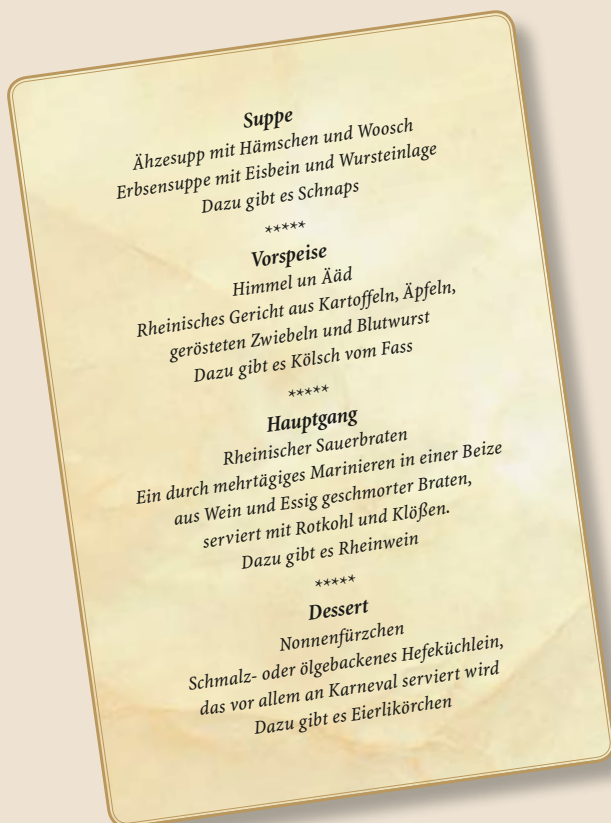 Suppe
Ähzesupp mit Hämschen und Woosch
Erbsensuppe mit Eisbein und Wursteinlage
Dazu gibt es Schnaps
*****
Vorspeise
Himmel un Ääd
Rheinisches Gericht aus Kartoffeln, Äpfeln,
gerösteten Zwiebeln und Blutwurst
Dazu gibt es Kölsch vom Fass
*****
Hauptgang
Rheinischer Sauerbraten
Ein durch mehrtägiges Marinieren in einer Beize
aus Wein und Essig geschmorter Braten,
serviert mit Rotkohl und Klößen.
Dazu gibt es Rheinwein
*****
Dessert
Nonnenfürzchen
Schmalz- oder ölgebackenes Hefeküchlein,
das vor allem an Karneval serviert wird
Dazu gibt es Eierlikörchen